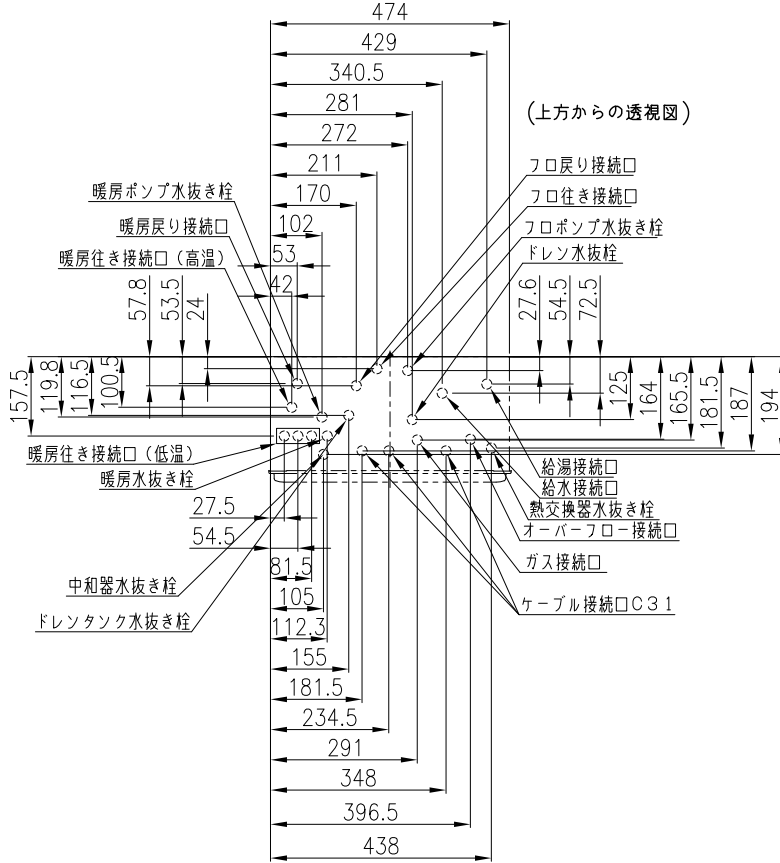 474
429
340.5
281
(上方からの透視図)
272
211
フロ戻り接続口
暖房ポンプ水抜き栓
170
フロ往き接続口
暖房戻り接続口
102
フロポンプ水抜き栓
暖房往き接続口(高温)
53
ドレン水抜栓
42
57.8
53.5
24
27.6
54.5
72.5
157.5
119.8
116.5
100.5
125
164
165.5
181.5
187
194
暖房往き接続口(低温)
給湯接続口
暖房水抜き栓
給水接続口
熱交換器水抜き栓
27.5
オーバーフロー接続口
54.5
ガス接続口
81.5
中和器水抜き栓
105
ケーブル接続口C31
ドレンタンク水抜き栓
112.3
155
181.5
234.5
291
348
396.5
438